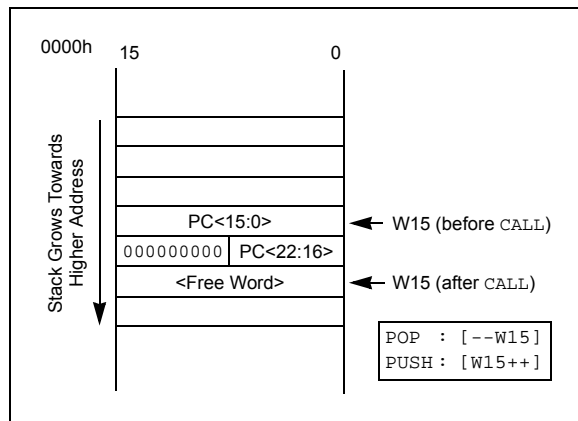 0000h
15 0
Stack Grows Towards
Higher Address
PC<15:0>
W15 (before CALL)
000000000 PC<22:16>
<Free Word>
W15 (after CALL)
POP : [--W15]
PUSH : [W15++]